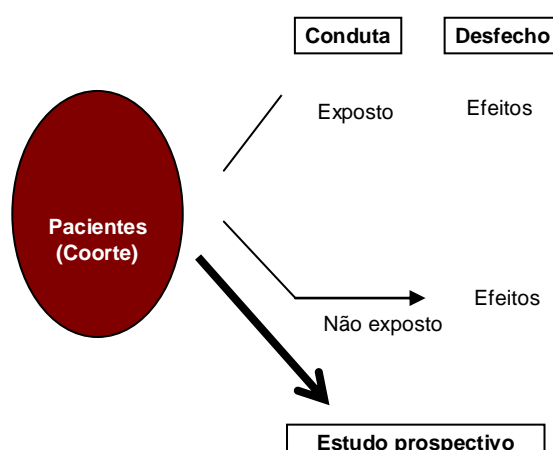 Conduta Desfecho
Exposto Efeitos
Pacientes
(Coorte)
Efeitos
Não exposto
Estudo prospectivo